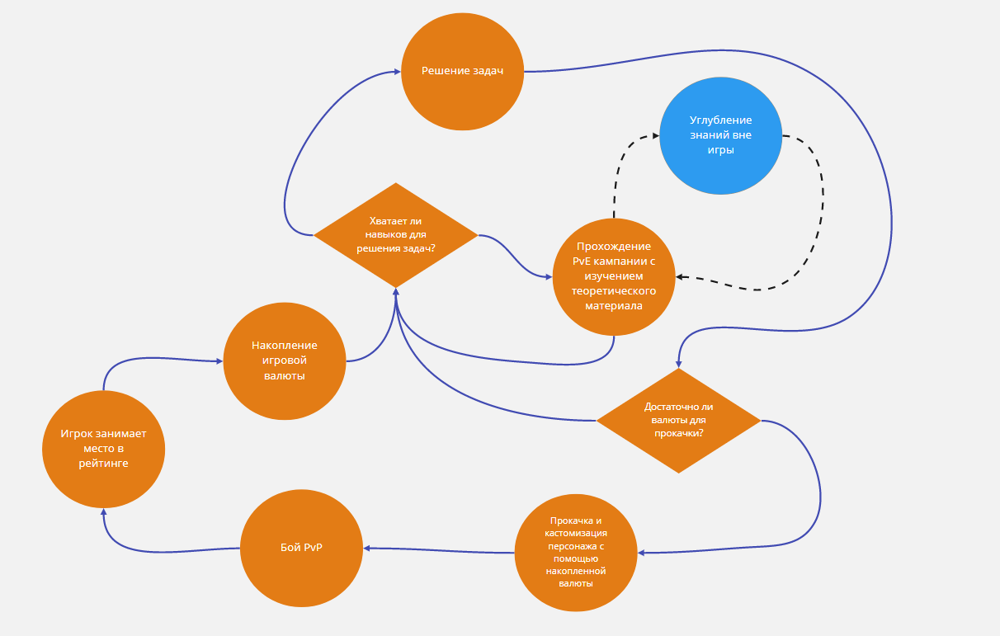 Решение задач
Углубление
знаний вне
игры
Хватает ли
навыков для
решения задач?
Прохождение
PvE кампании с
изучением
теоретического
материала
Накопление
игровой
валюты
Достаточно ли
валюты для
прокачки?
Игрок занимает
место в
рейтинге
Бой PvP
Прокачка и
кастомизация
персонажа с
помощью
накопленной
валюты